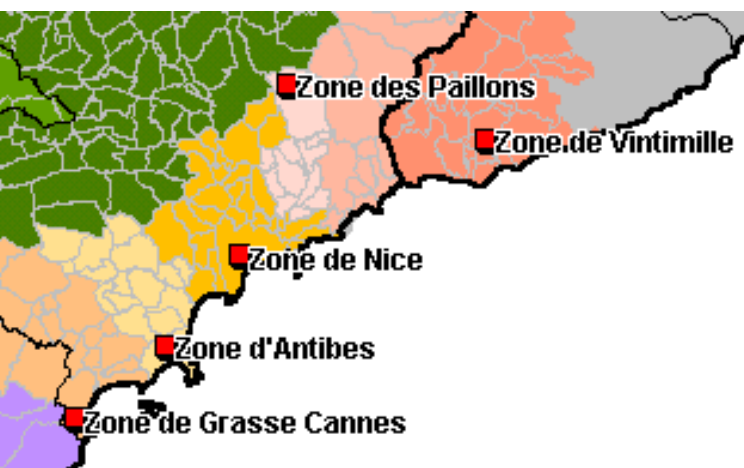 Zone des Paillons
Zone de Vintimille
Zone de Nice
Zone d'Antibes
Zone de Grasse Cannes